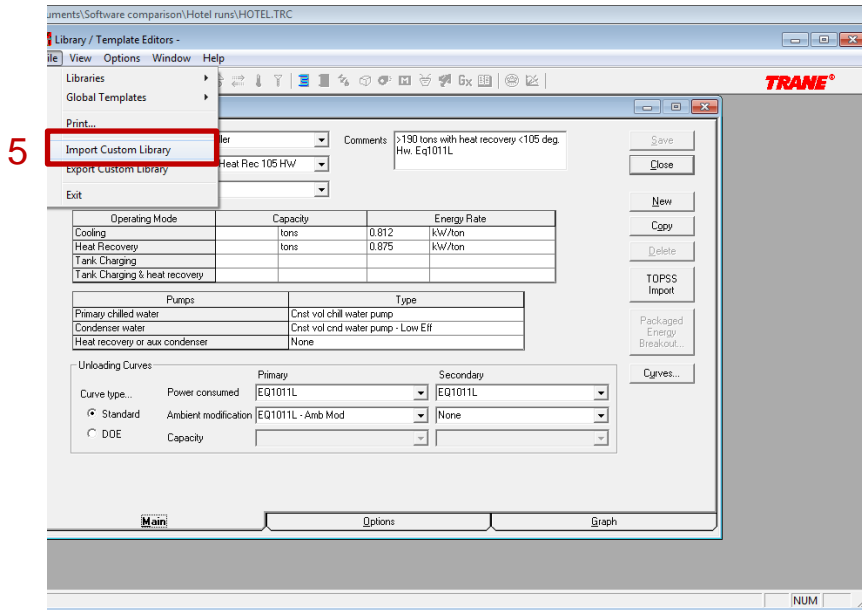 uments\Software comparison\Hotel runs\HOTEL.TRC
Library / Template Editors -
ile View Options Window Help
Libraries
Global Templates
Print...
Import Custom Library
Export Custom Library
Exit
5
TRANE®
ller
Heat Rec 105 HW
Comments
>190 tons with heat recovery <105 deg.
Hw. Eq1011L
Save
Close
New
Copy
Delete
TOPSS
Import
Packaged
Energy
Breakout...
Curves...
Operating Mode Capacity Energy Rate
Cooling tons 0.812 kW/ton
Heat Recovery tons 0.875 kW/ton
Tank Charging
Tank Charging & heat recovery
Pumps Type
Primary chilled water Cnst vol chill water pump
Condenser water Cnst vol cnd water pump - Low Eff
Heat recovery or aux condenser None
Unloading Curves
Primary Secondary
Curve type... Power consumed EQ1011L EQ1011L
Standard Ambient modification EQ1011L - Amb Mod None
DOE Capacity
Main Options Graph
NUM